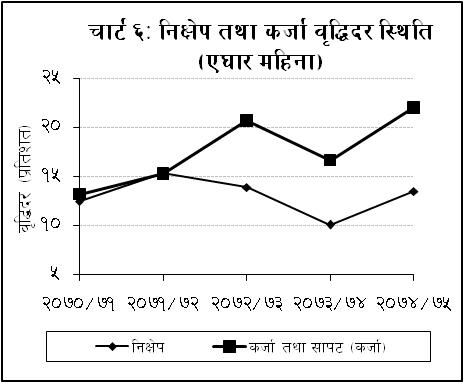 चार्ट ६: निक्षेप तथा कर्जा वृद्धिदर स्थिति
(एघार महिना)
वृद्धिदर (प्रतिशत)
२५
२०
१५
१०
५
२०७०/७१ २०७१/७२ २०७२/७३ २०७३/७४ २०७४/७५
निक्षेप कर्जा तथा सापट (कर्जा)